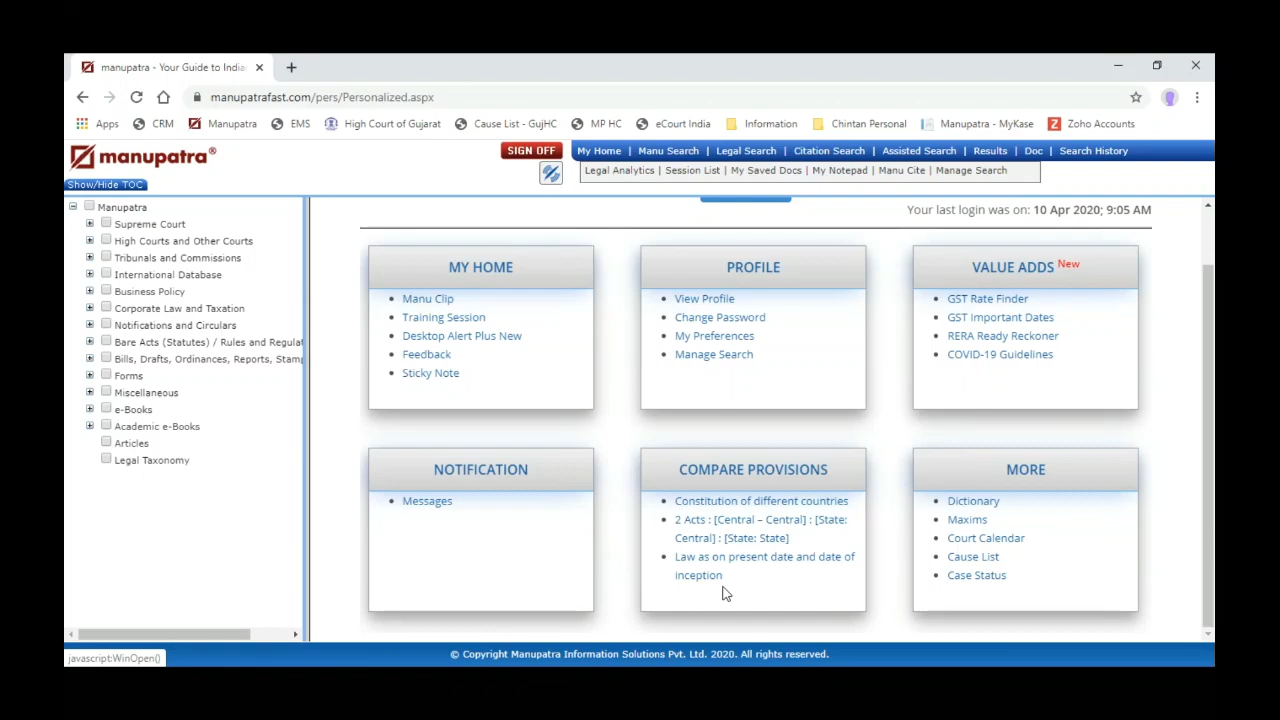 manupatra - Your Guide to India
manupatrafast.com/pers/Personalized.aspx
Apps CRM Manupatra EMS High Court of Gujarat Cause List - GujHC MP HC eCourt India Information Chintan Personal Manupatra - MyKase Zoho Accounts
manupatra®
SIGN OFF
My Home | Manu Search | Legal Search | Citation Search | Assisted Search | Results | Doc | Search History
Legal Analytics | Session List | My Saved Docs | My Notepad | Manu Cite | Manage Search
Show/Hide TOC
Manupatra
Supreme Court
High Courts and Other Courts
Tribunals and Commissions
International Database
Business Policy
Corporate Law and Taxation
Notifications and Circulars
Bare Acts (Statutes) / Rules and Regulat
Bills, Drafts, Ordinances, Reports, Stam
Forms
Miscellaneous
e-Books
Academic e-Books
Articles
Legal Taxonomy
Your last login was on: 10 Apr 2020; 9:05 AM
MY HOME
Manu Clip
Training Session
Desktop Alert Plus New
Feedback
Sticky Note
PROFILE
View Profile
Change Password
My Preferences
Manage Search
VALUE ADDS New
GST Rate Finder
GST Important Dates
RERA Ready Reckoner
COVID-19 Guidelines
NOTIFICATION
Messages
COMPARE PROVISIONS
Constitution of different countries
2 Acts : [Central – Central] : [State:
Central] : [State: State]
Law as on present date and date of
inception
MORE
Dictionary
Maxims
Court Calendar
Cause List
Case Status
© Copyright Manupatra Information Solutions Pvt. Ltd. 2020. All rights reserved.
javascript:WinOpen()